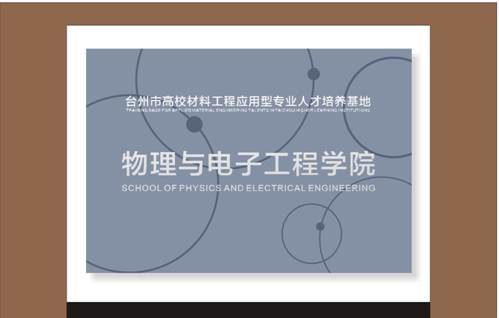 台州市高校材料工程应用型专业人才培养基地
物理与电子工程学院
SCHOOL OF PHYSICS AND ELECTRICAL ENGINEERING